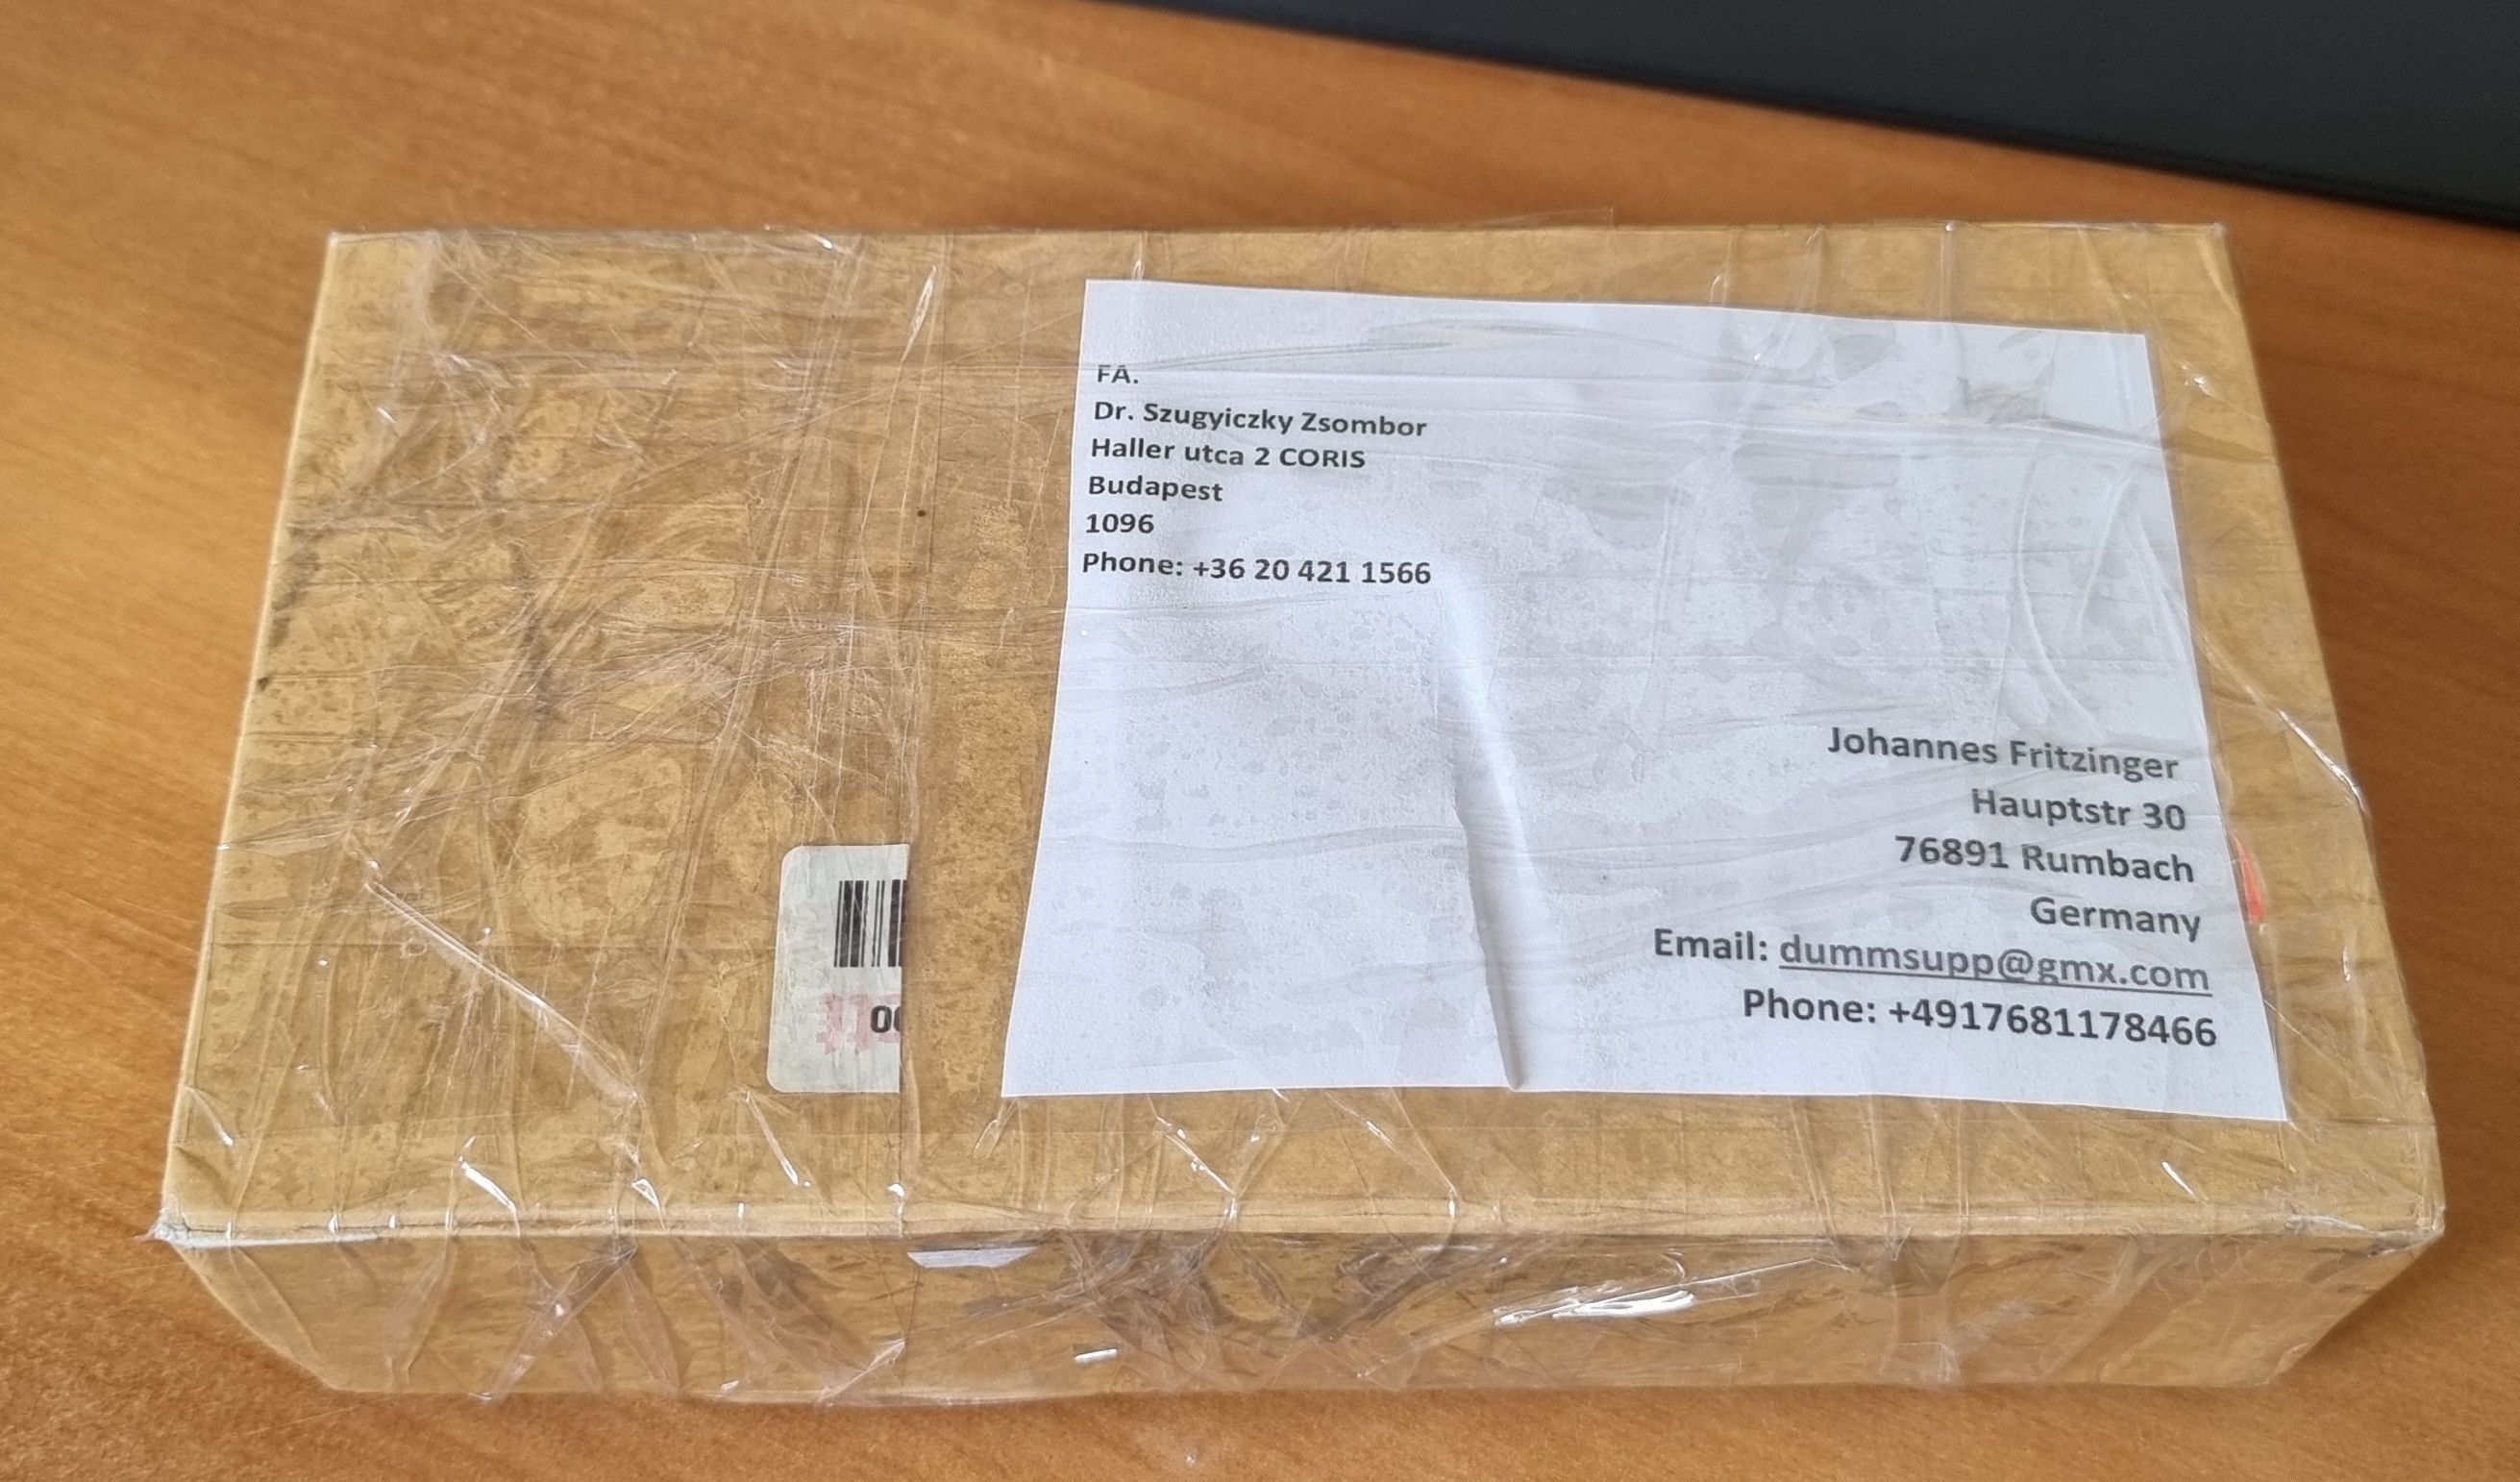 FA.
Dr. Szugyiczky Zsombor
Haller utca 2 CORIS
Budapest
1096
Phone: +36 20 421 1566
Johannes Fritzinger
Hauptstr 30
76891 Rumbach
Germany
Email: dummsupp@gmx.com
Phone: +4917681178466